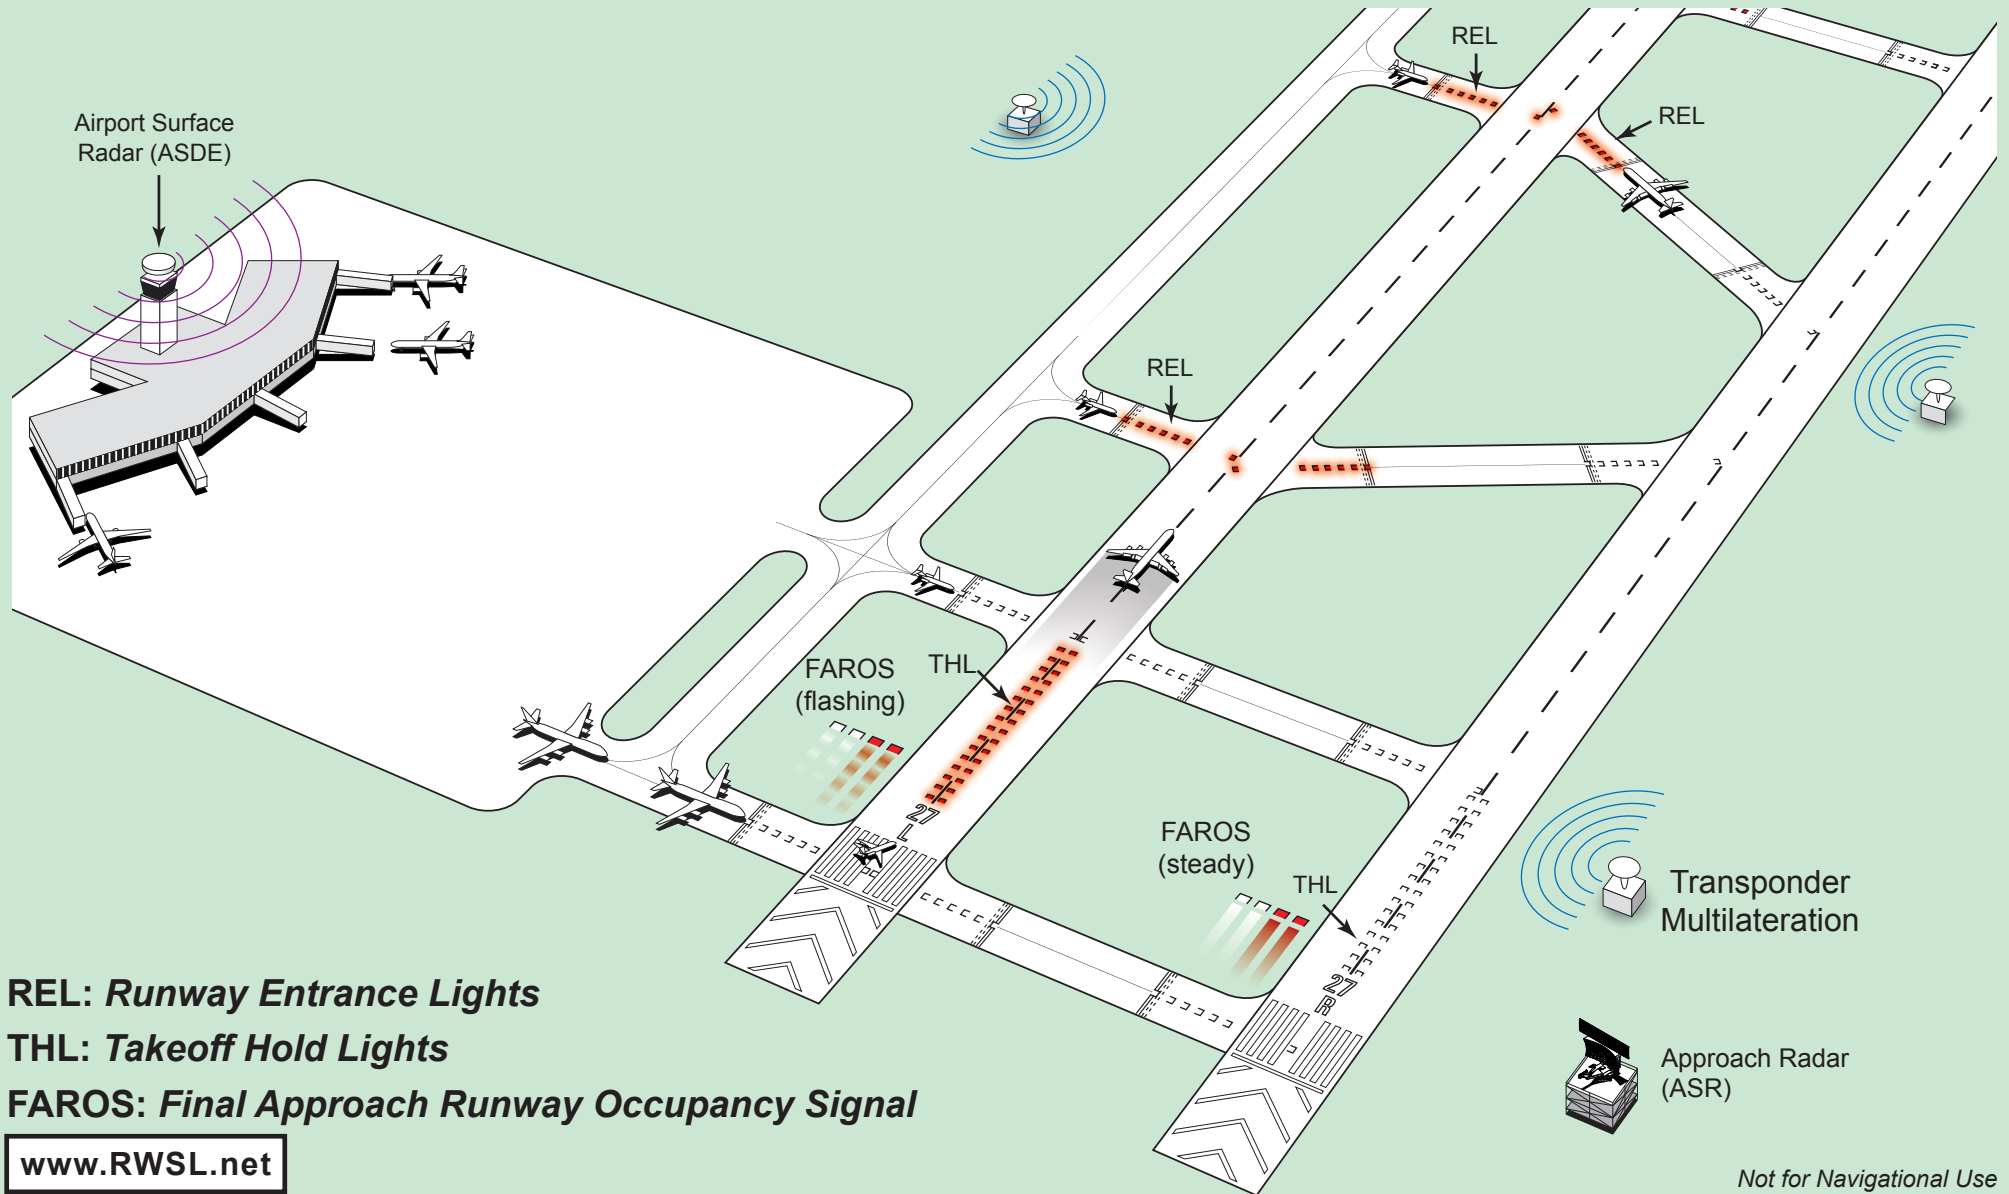 REL
REL
Airport Surface
Radar (ASDE)
REL
FAROS
(flashing)
THL
27
L
FAROS
(steady)
THL
27
R
Transponder
Multilateration
Approach Radar
(ASR)
REL: Runway Entrance Lights
THL: Takeoff Hold Lights
FAROS: Final Approach Runway Occupancy Signal
www.RWSL.net
Not for Navigational Use